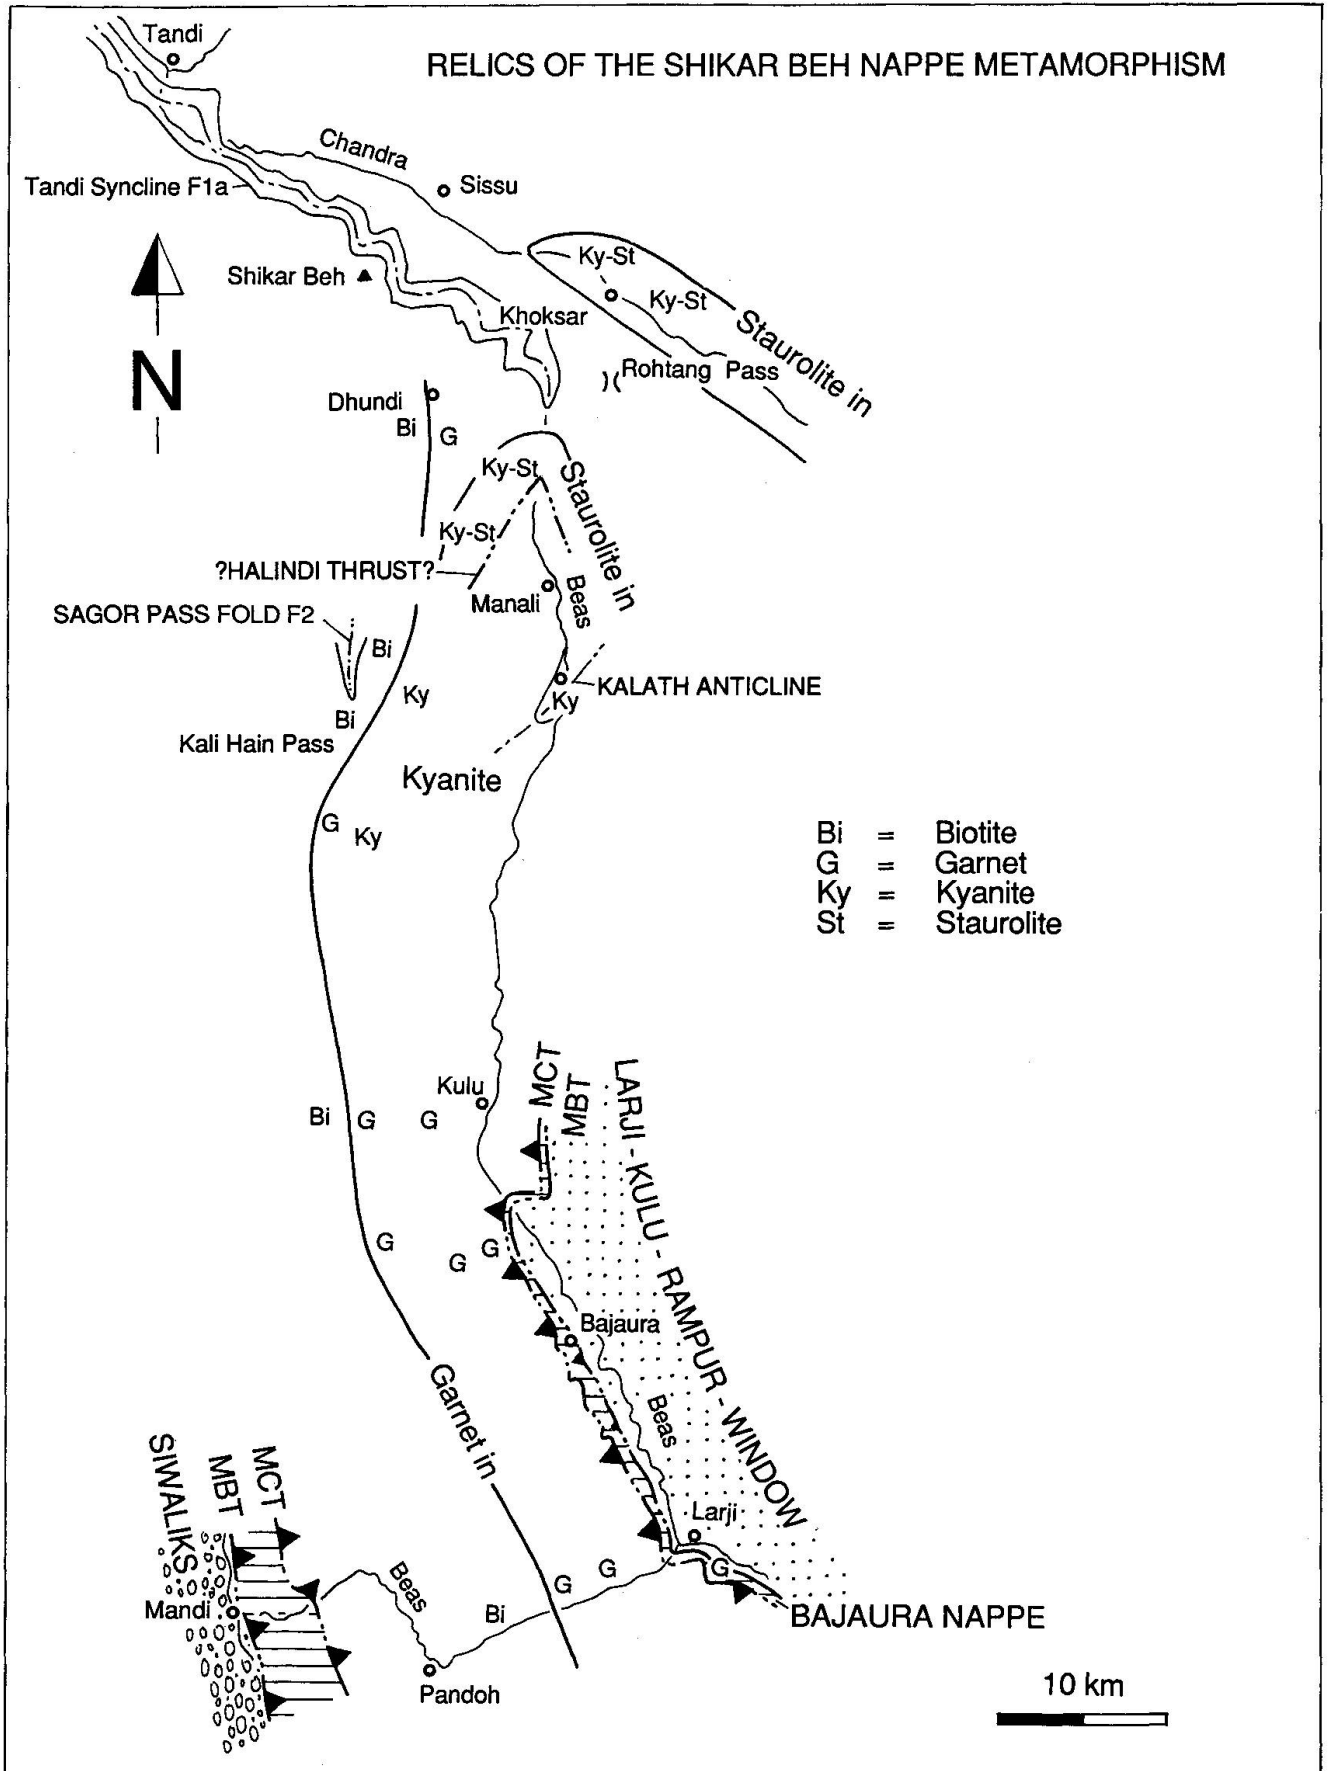 Tandi
RELICS OF THE SHIKAR BEH NAPPE METAMORPHISM
Chandra
Sissu
Tandi Syncline F1a
Ky-St
Shikar Beh
Ky-St
Khoksar
Staurolite in
N
Rohtang Pass
Dhundi
Bi
G
Ky-St
Staurolite in
Ky-St
?HALINDI THRUST?
Manali
Beas
SAGOR PASS FOLD F2
Bi
Ky
KALATH ANTICLINE
Ky
Bi
Kali Hain Pass
Kyanite
G
Ky
Bi = Biotite
G = Garnet
Ky = Kyanite
St = Staurolite
Kulu
MCT
MBT
LARJI - KULU - RAMPUR - WINDOW
Bi
G
G
G
G
G
Bajaura
Garnet in
Beas
SIWALIKS
MBT
MCT
Larji
G
G
G
Beas
Mandi
Bi
BAJAURA NAPPE
Pandoh
10 km